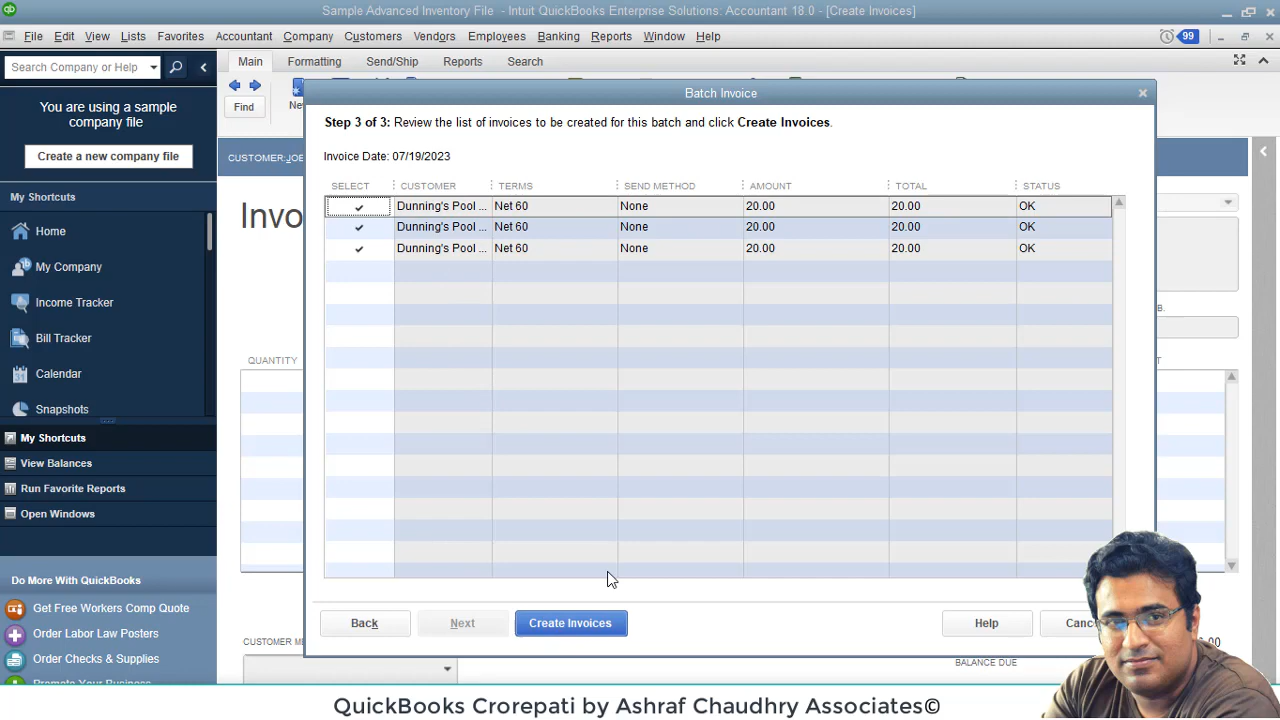 Sample Advanced Inventory File - Intuit QuickBooks Enterprise Solutions: Accountant 18.0 - [Create Invoices]
File Edit View Lists Favorites Accountant Company Customers Vendors Employees Banking Reports Window Help
99
Search Company or Help
Main Formatting Send/Ship Reports Search
Find
You are using a sample
company file
Create a new company file
My Shortcuts
Home
My Company
Income Tracker
Bill Tracker
Calendar
Snapshots
My Shortcuts
View Balances
Run Favorite Reports
Open Windows
Do More With QuickBooks
Get Free Workers Comp Quote
Order Labor Law Posters
Order Checks & Supplies
CUSTOMER:JOB
Invo
QUANTITY
Batch Invoice
Step 3 of 3: Review the list of invoices to be created for this batch and click Create Invoices.
Invoice Date: 07/19/2023
SELECT CUSTOMER TERMS SEND METHOD AMOUNT TOTAL STATUS
Dunning's Pool ... Net 60 None 20.00 20.00 OK
Dunning's Pool ... Net 60 None 20.00 20.00 OK
Dunning's Pool ... Net 60 None 20.00 20.00 OK
Back Next Create Invoices Help
BALANCE DUE
QuickBooks Crorepati by Ashraf Chaudhry Associates©